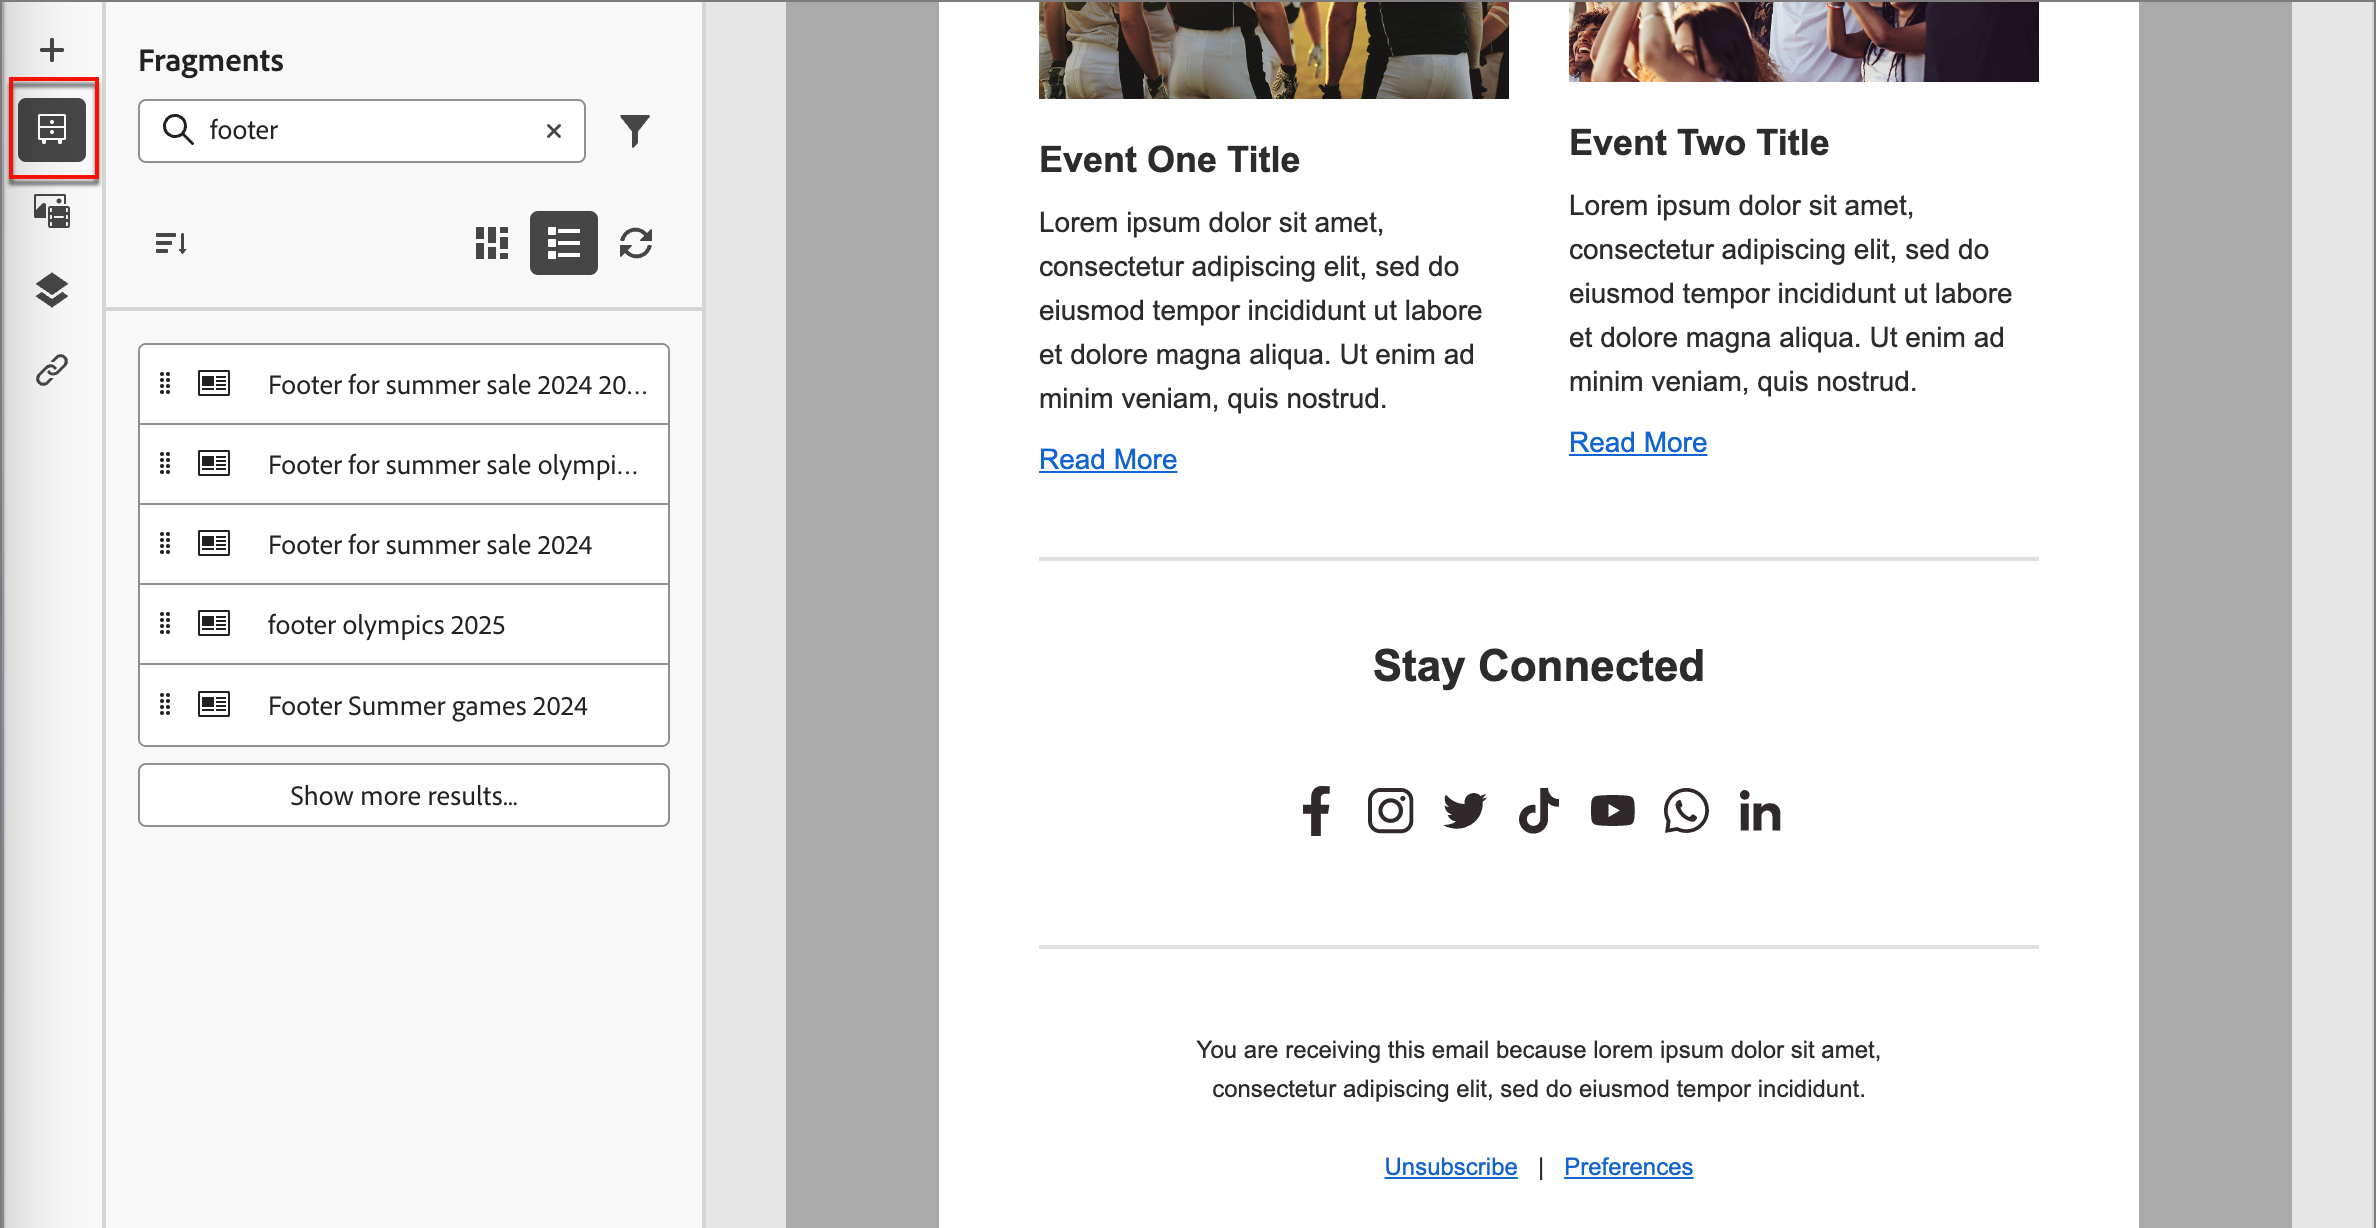 Fragments
footer
Footer for summer sale 2024 20...
Footer for summer sale olympi...
Footer for summer sale 2024
footer olympics 2025
Footer Summer games 2024
Show more results...
Event One Title
Lorem ipsum dolor sit amet,
consectetur adipiscing elit, sed do
eiusmod tempor incididunt ut labore
et dolore magna aliqua. Ut enim ad
minim veniam, quis nostrud.
Read More
Event Two Title
Lorem ipsum dolor sit amet,
consectetur adipiscing elit, sed do
eiusmod tempor incididunt ut labore
et dolore magna aliqua. Ut enim ad
minim veniam, quis nostrud.
Read More
Stay Connected
You are receiving this email because lorem ipsum dolor sit amet,
consectetur adipiscing elit, sed do eiusmod tempor incididunt.
Unsubscribe | Preferences